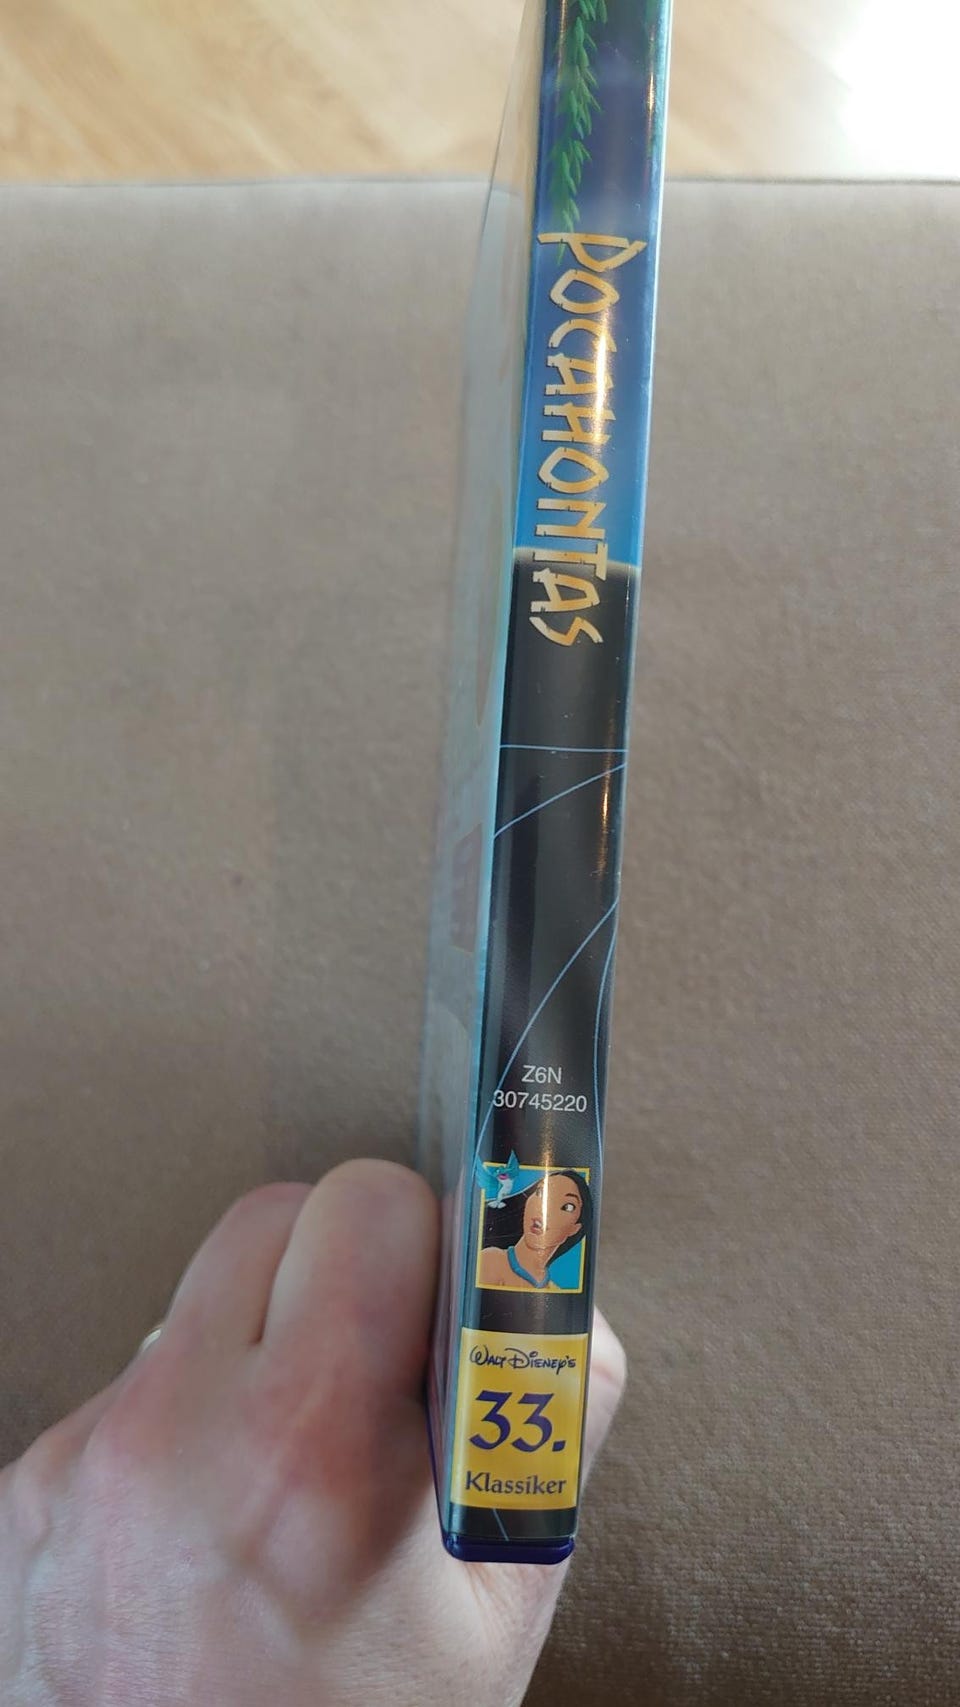 POCAHONTAS
Z6N
30745220
WALT DISNEY'S
33.
Klassiker